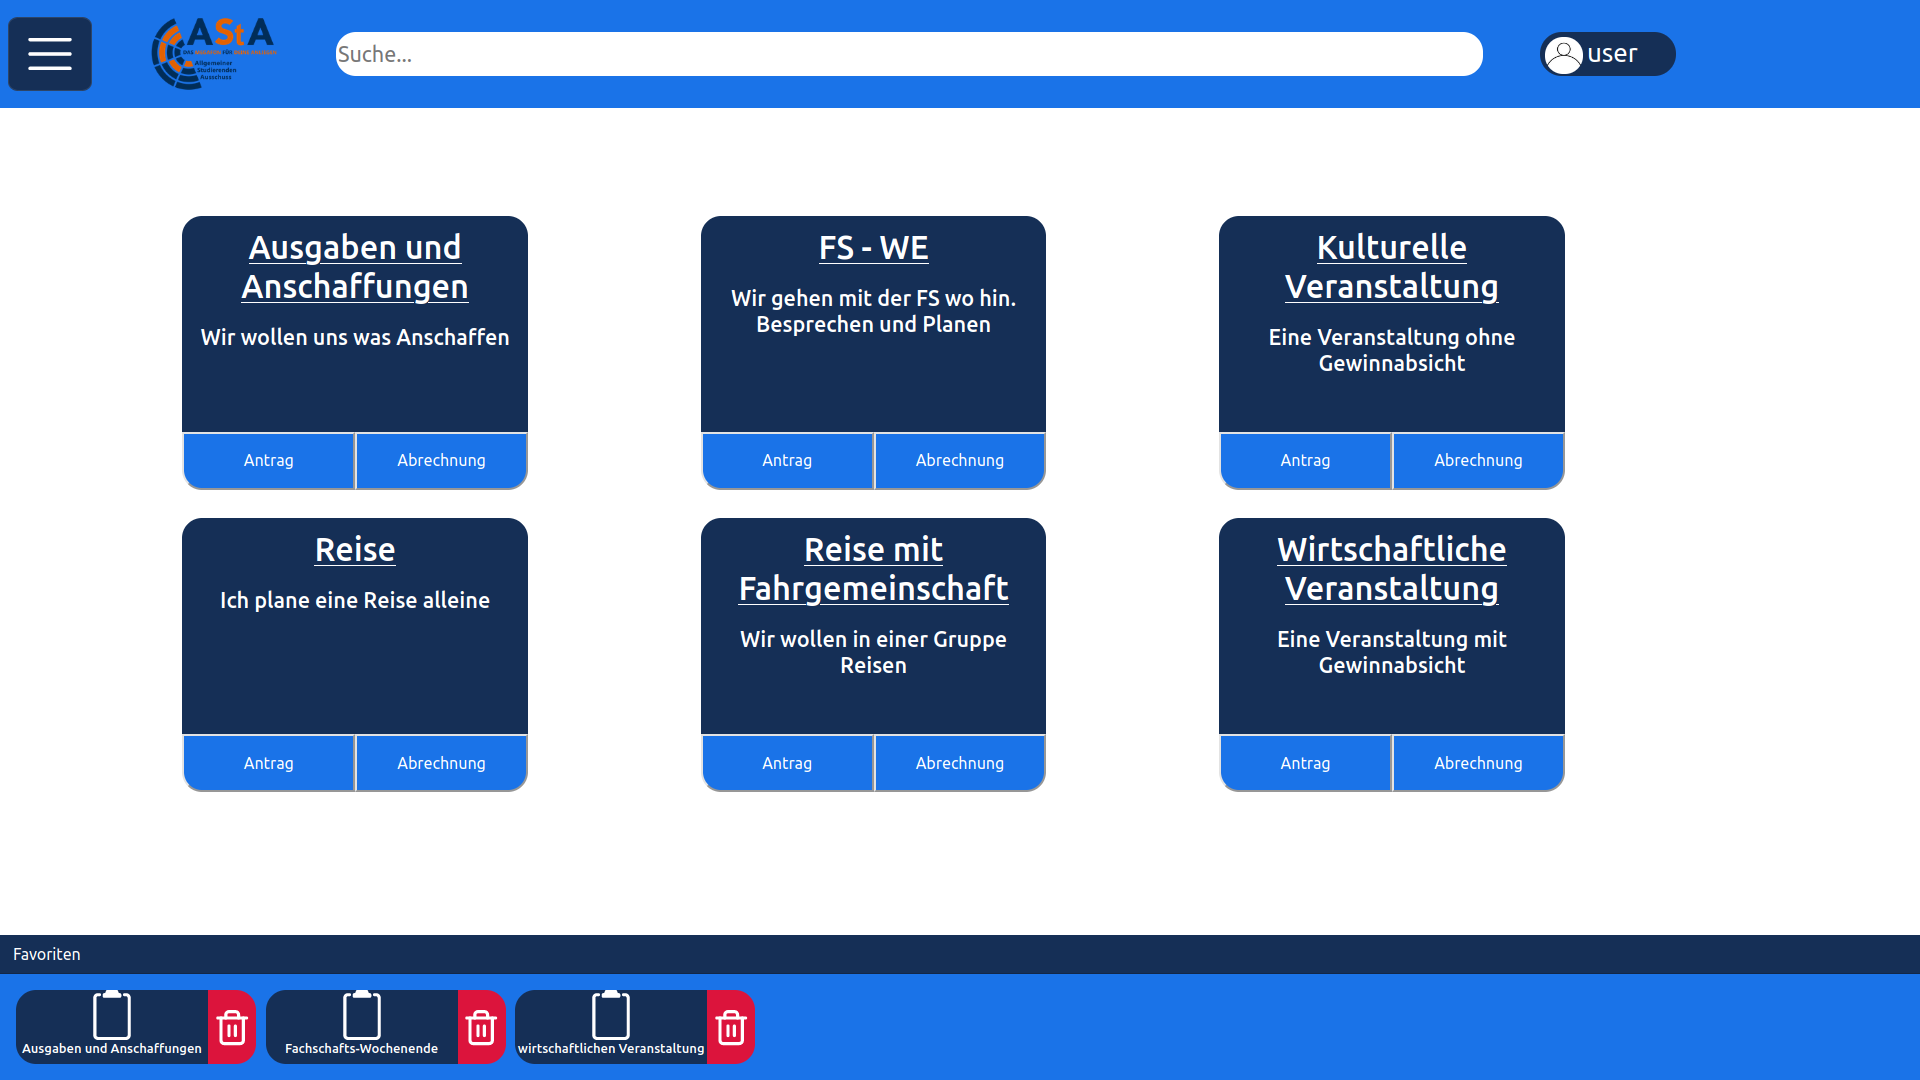 AStA
Allgemeiner
Studierenden
Ausschuss
Suche...
user
Ausgaben und
Anschaffungen
Wir wollen uns was Anschaffen
Antrag
Abrechnung
FS - WE
Wir gehen mit der FS wo hin.
Besprechen und Planen
Antrag
Abrechnung
Kulturelle
Veranstaltung
Eine Veranstaltung ohne
Gewinnabsicht
Antrag
Abrechnung
Reise
Ich plane eine Reise alleine
Antrag
Abrechnung
Reise mit
Fahrgemeinschaft
Wir wollen in einer Gruppe
Reisen
Antrag
Abrechnung
Wirtschaftliche
Veranstaltung
Eine Veranstaltung mit
Gewinnabsicht
Antrag
Abrechnung
Favoriten
Ausgaben und Anschaffungen
Fachschafts-Wochenende
wirtschaftlichen Veranstaltung